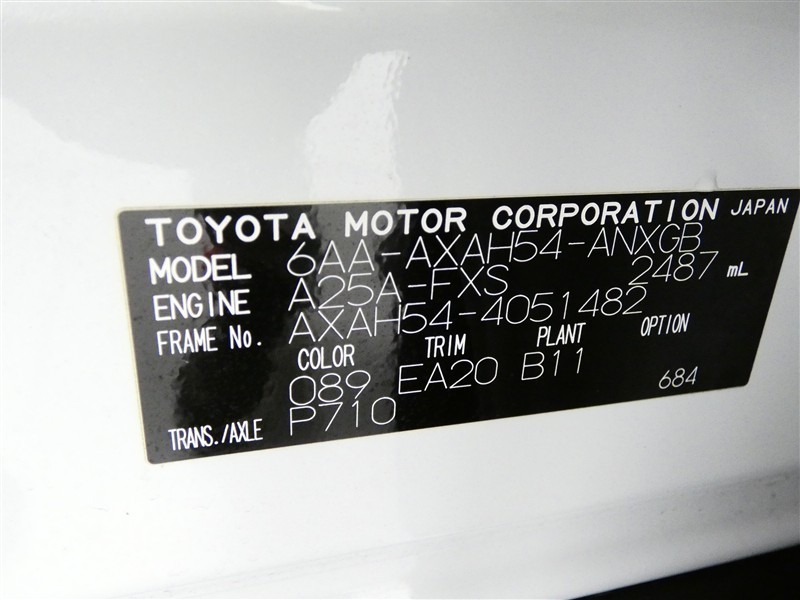 TOYOTA MOTOR CORPORATION JAPAN
MODEL 6AA-AXAH54-ANXGB
ENGINE A25A-FXS 2487 mL
FRAME No. AXAH54-4051482
COLOR TRIM PLANT OPTION
089 EA20 B11 684
TRANS./AXLE P710